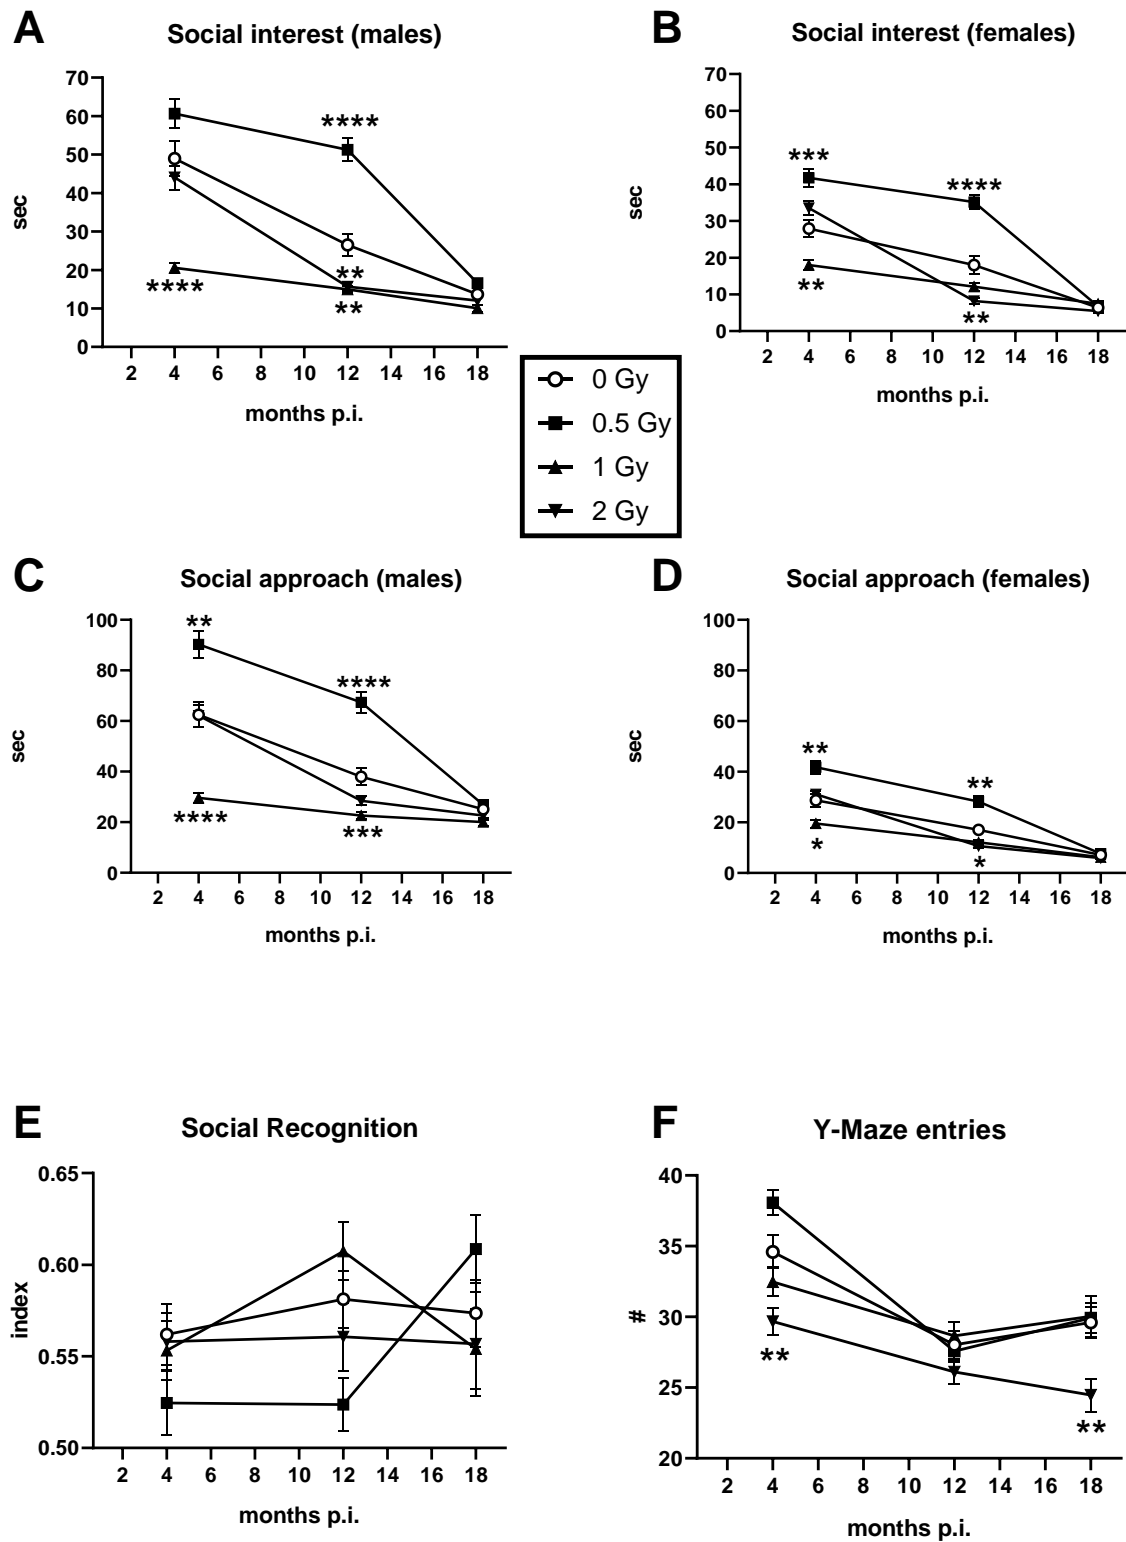 A
Social interest (males)
70
60
50
40
30
20
10
0
sec
****
****
**
**
2 4 6 8 10 12 14 16 18
months p.i.
B
Social interest (females)
70
60
50
40
30
20
10
0
sec
***
****
**
**
2 4 6 8 10 12 14 16 18
months p.i.
0 Gy
0.5 Gy
1 Gy
2 Gy
C
Social approach (males)
100
80
60
40
20
0
sec
**
****
****
***
2 4 6 8 10 12 14 16 18
months p.i.
D
Social approach (females)
100
80
60
40
20
0
sec
**
**
*
*
2 4 6 8 10 12 14 16 18
months p.i.
E
Social Recognition
0.65
0.60
0.55
0.50
index
2 4 6 8 10 12 14 16 18
months p.i.
F
Y-Maze entries
40
35
30
25
20
#
**
**
2 4 6 8 10 12 14 16 18
months p.i.